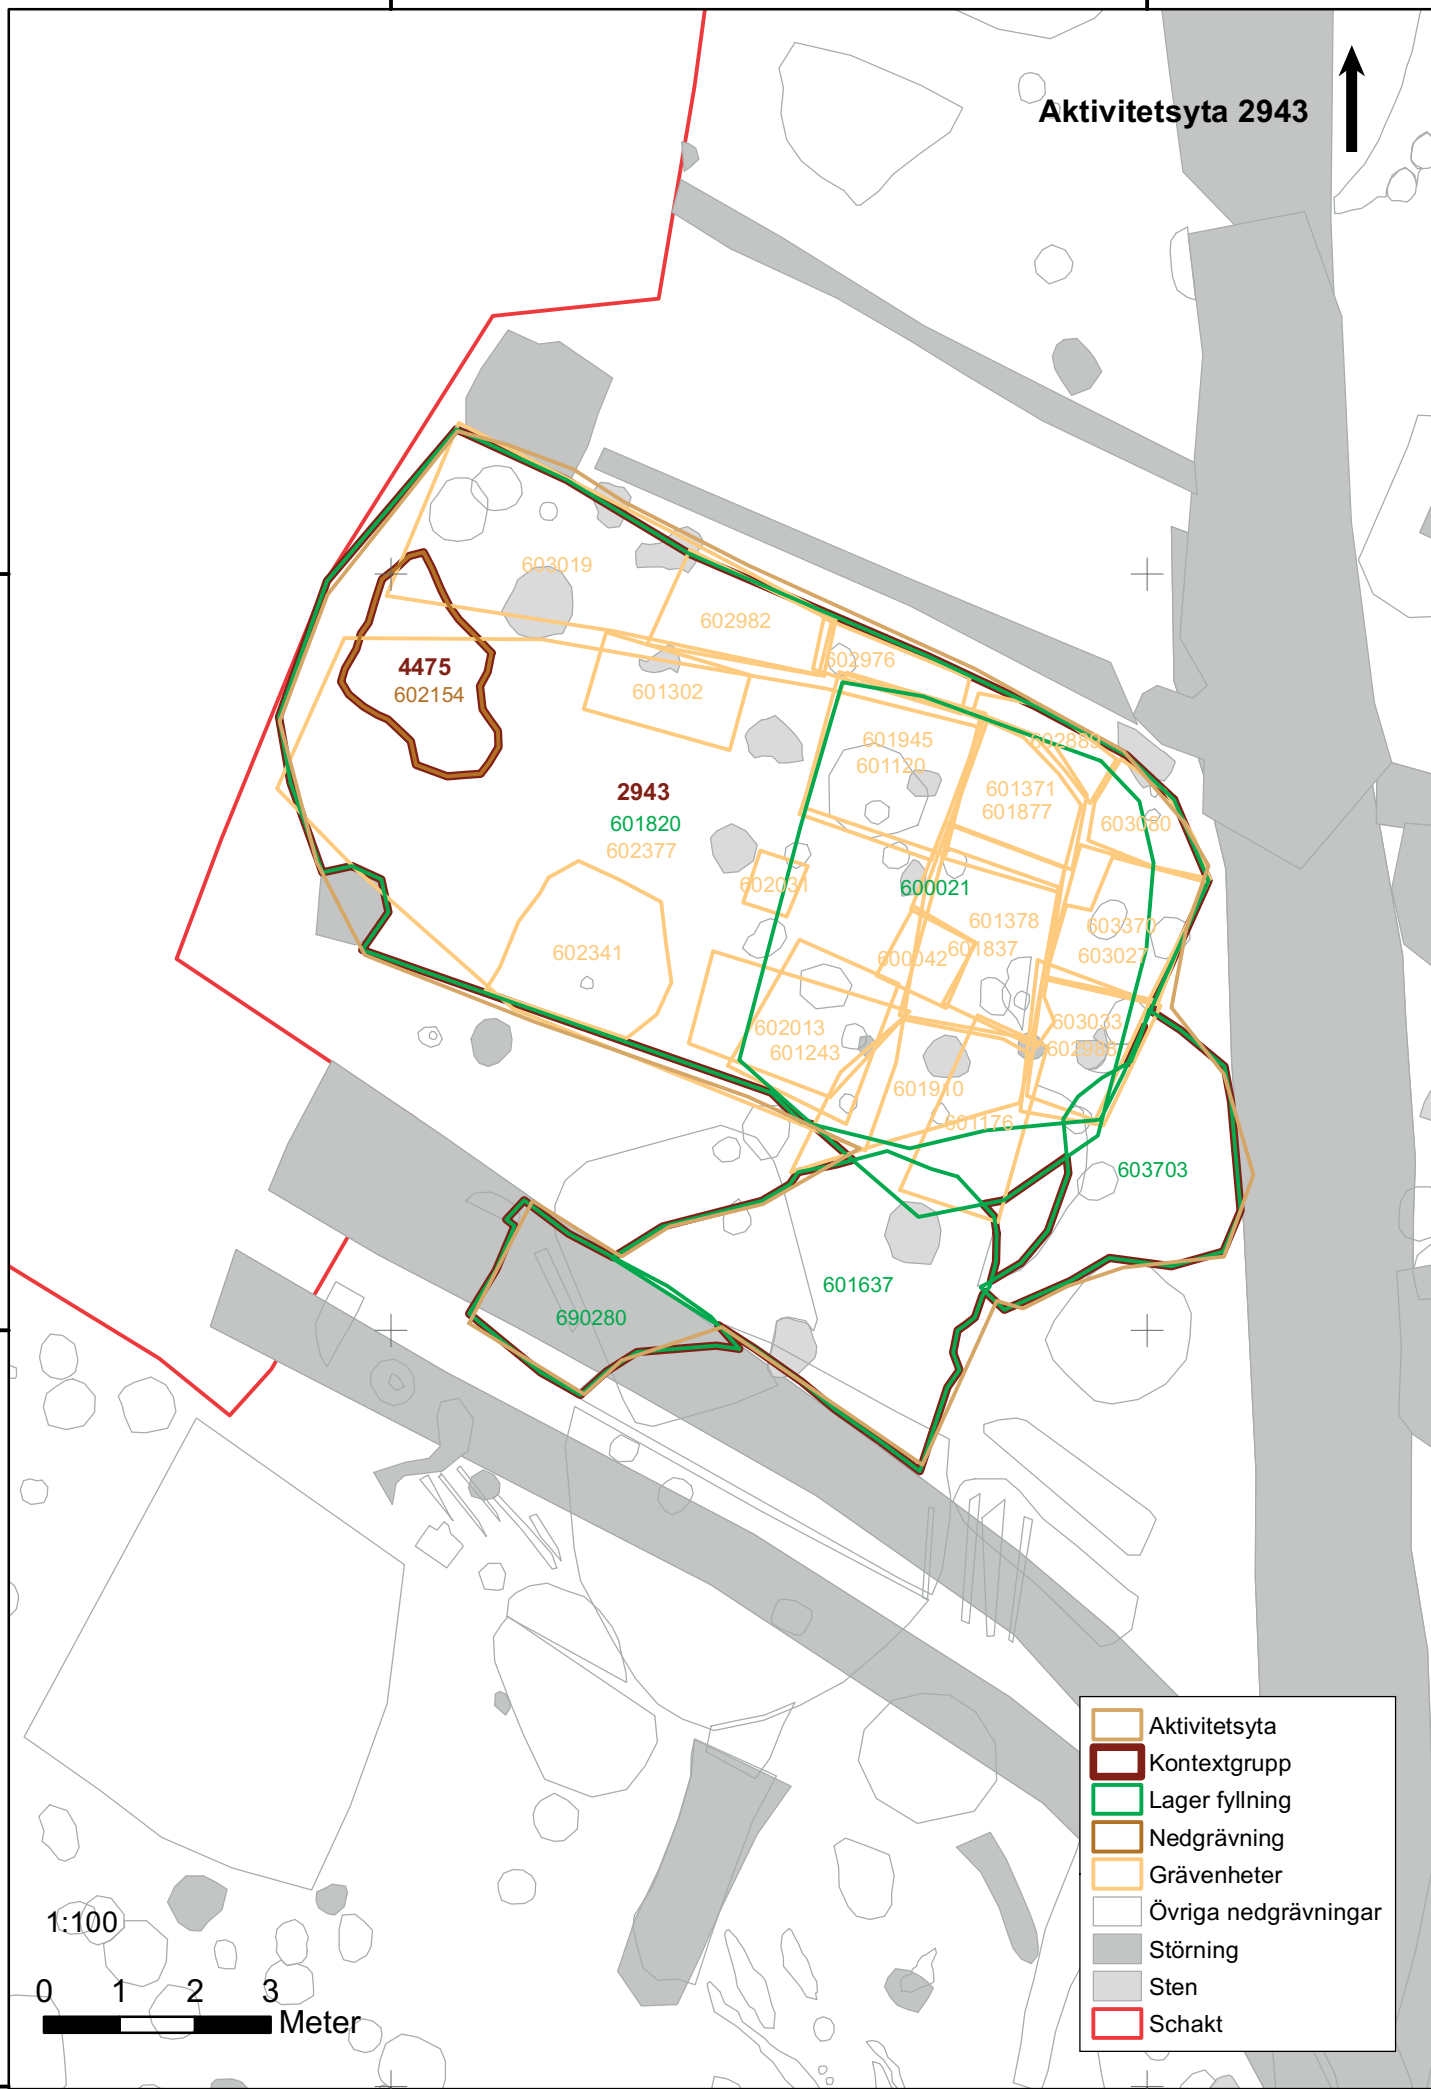 Aktivitetsyta 2943
603019
602982
602976
4475
602154
601302
601945
601120
602889
601371
601877
2943
601820
602377
603080
602031
600021
601378
601837
603370
603027
602341
600042
602013
601243
603033
602988
601910
601176
603703
601637
690280
Aktivitetsyta
Kontextgrupp
Lager fyllning
Nedgrävning
Grävenheter
Övriga nedgrävningar
Störning
Sten
Schakt
1:100
0 1 2 3
Meter